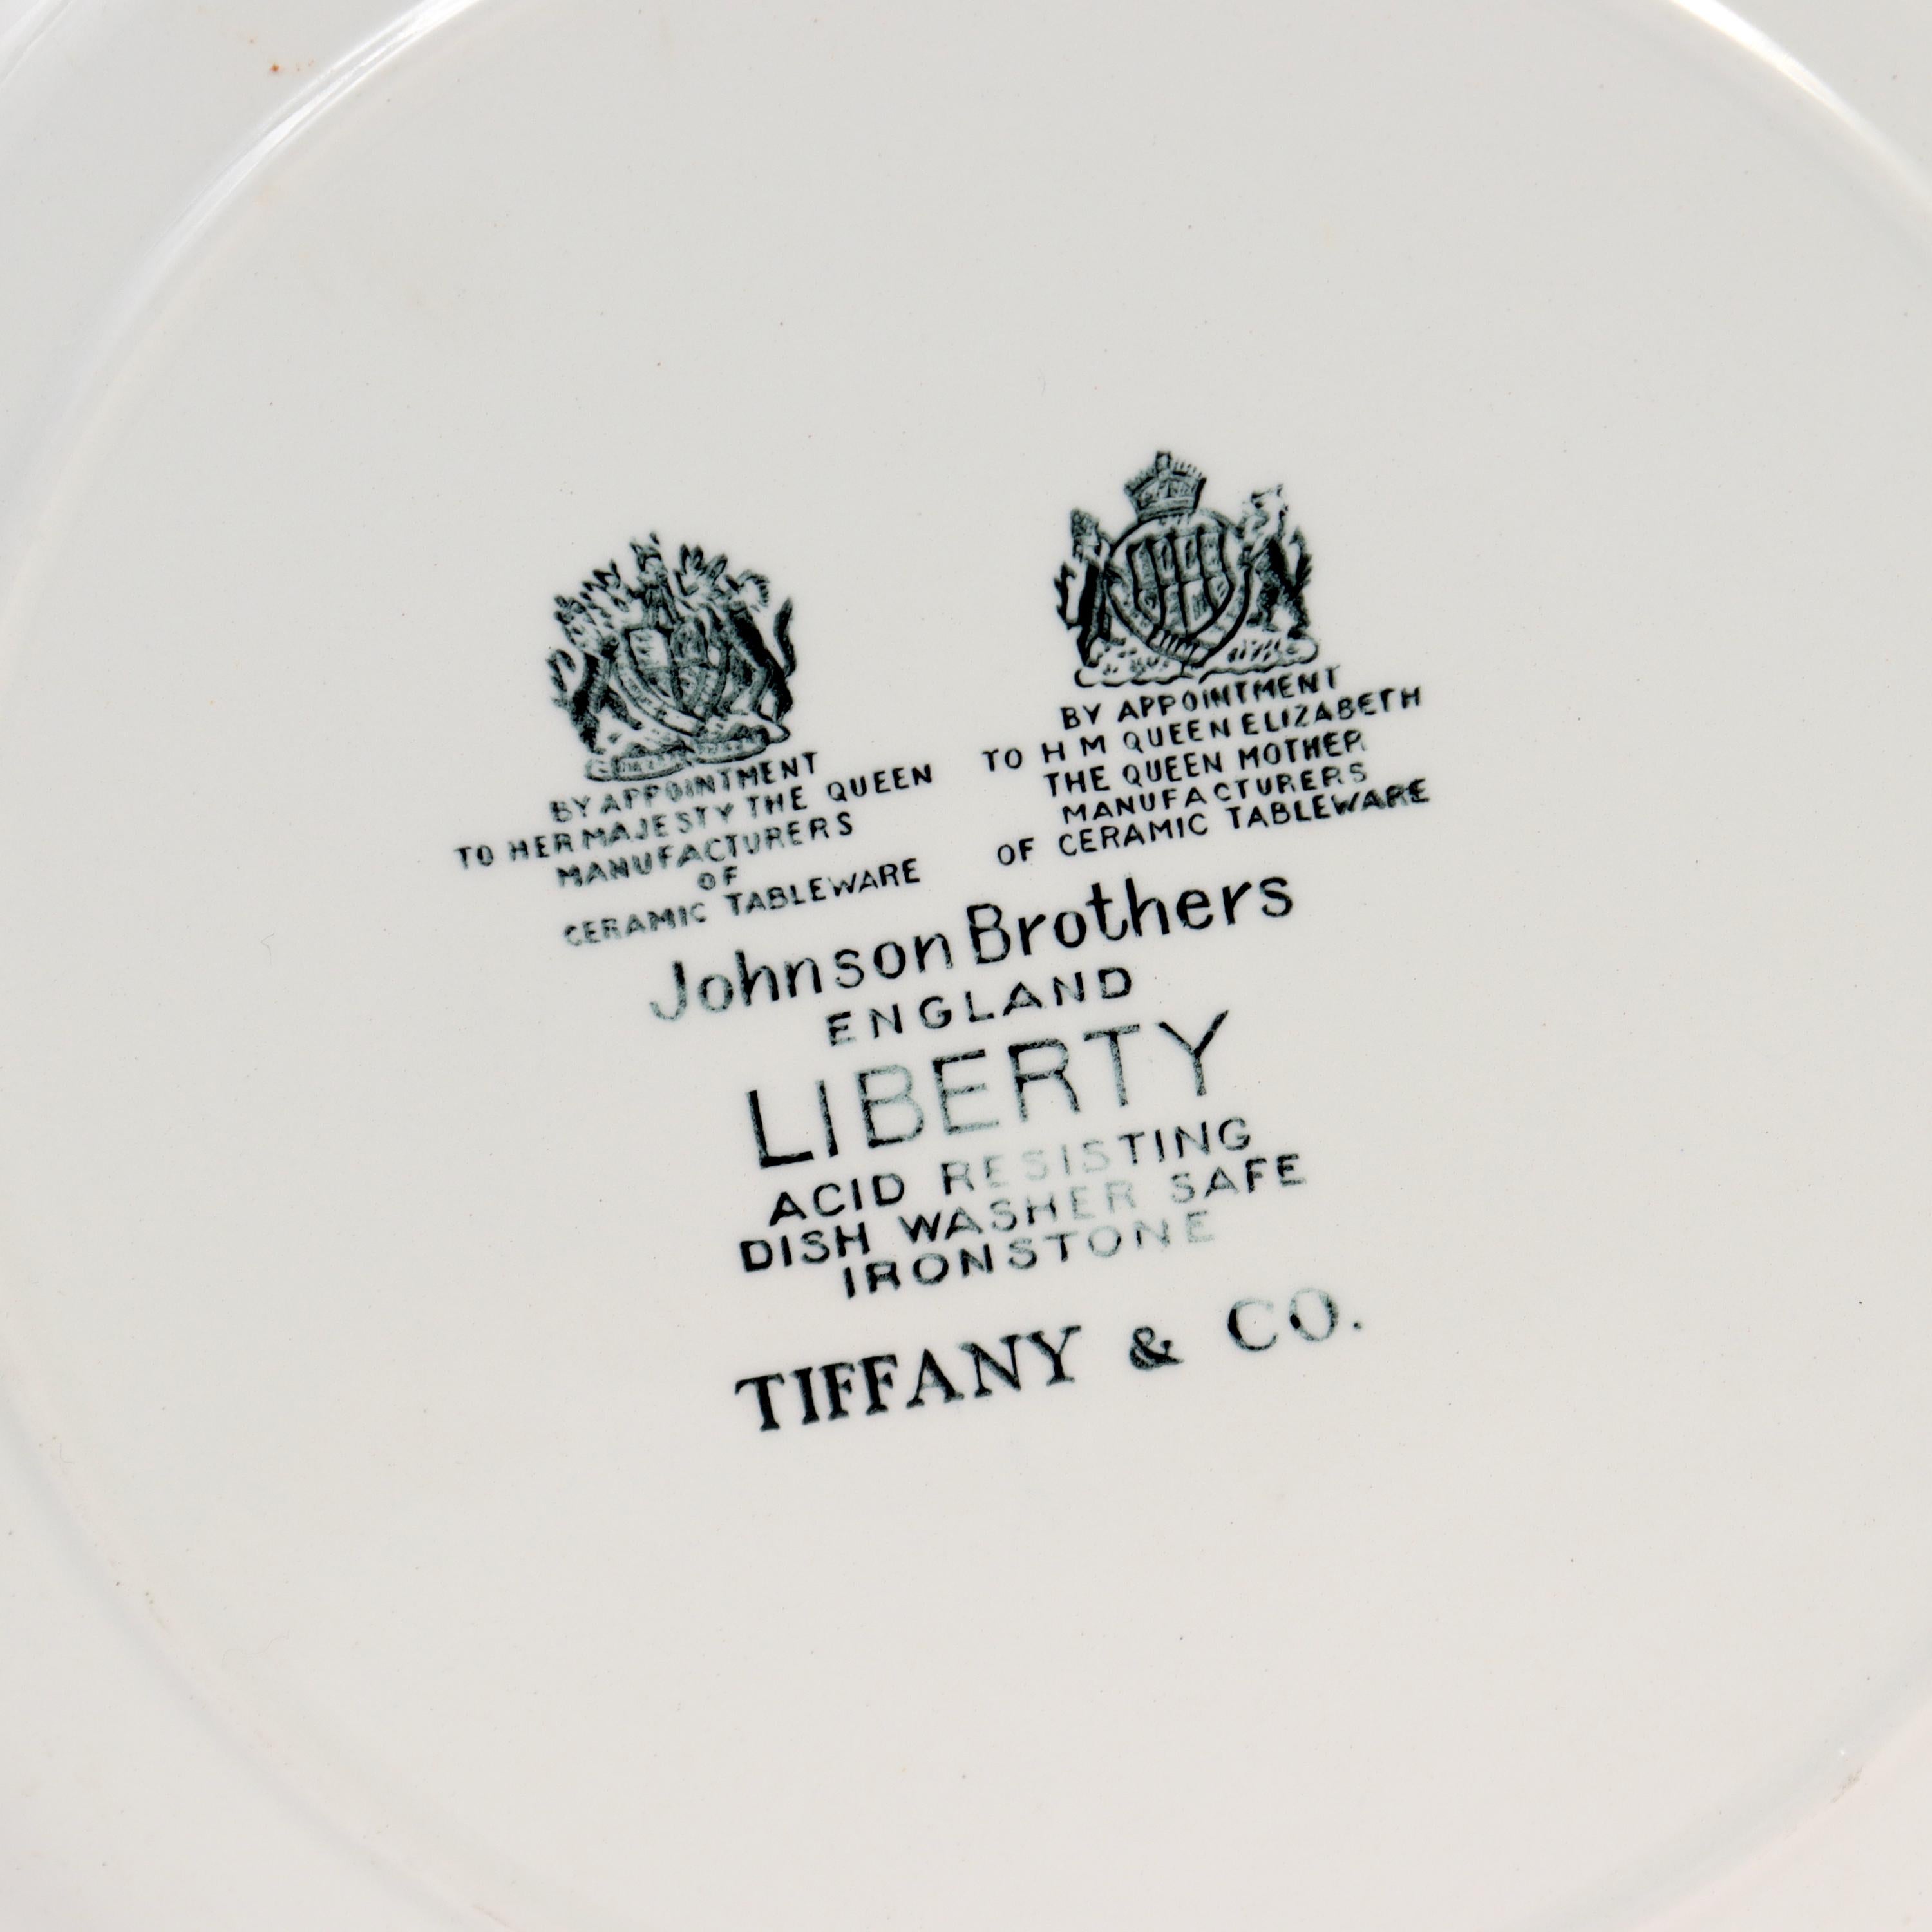 BY APPOINTMENT
TO HER MAJESTY THE QUEEN
MANUFACTURERS
OF
CERAMIC TABLEWARE
BY APPOINTMENT
TO H M QUEEN ELIZABETH
THE QUEEN MOTHER
MANUFACTURERS
OF CERAMIC TABLEWARE
Johnson Brothers
ENGLAND
LIBERTY
ACID RESISTING
DISH WASHER SAFE
IRONSTONE
TIFFANY & CO.